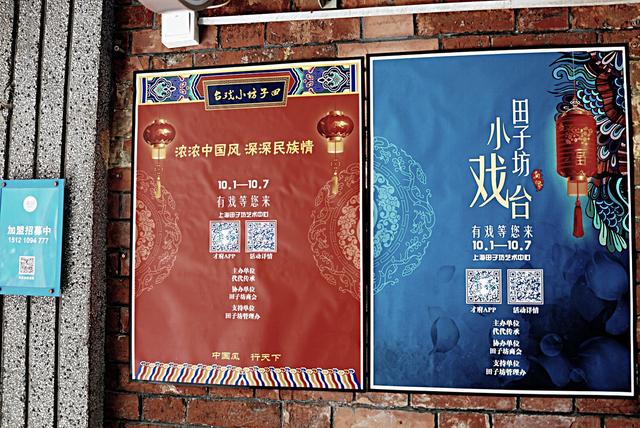 加盟招募中
1512 1094 777
台戏小坊子田
浓浓中国风 深深民族情
10.1—10.7
有戏等您来
上海田子坊艺术中心
才府APP 活动详情
主办单位
代代传承
协办单位
田子坊商会
支持单位
田子坊管理办
中国风 行天下
田子坊
小戏台
有戏等您来
10.1—10.7
上海田子坊艺术中心
才府APP 活动详情
主办单位
代代传承
协办单位
田子坊商会
支持单位
田子坊管理办